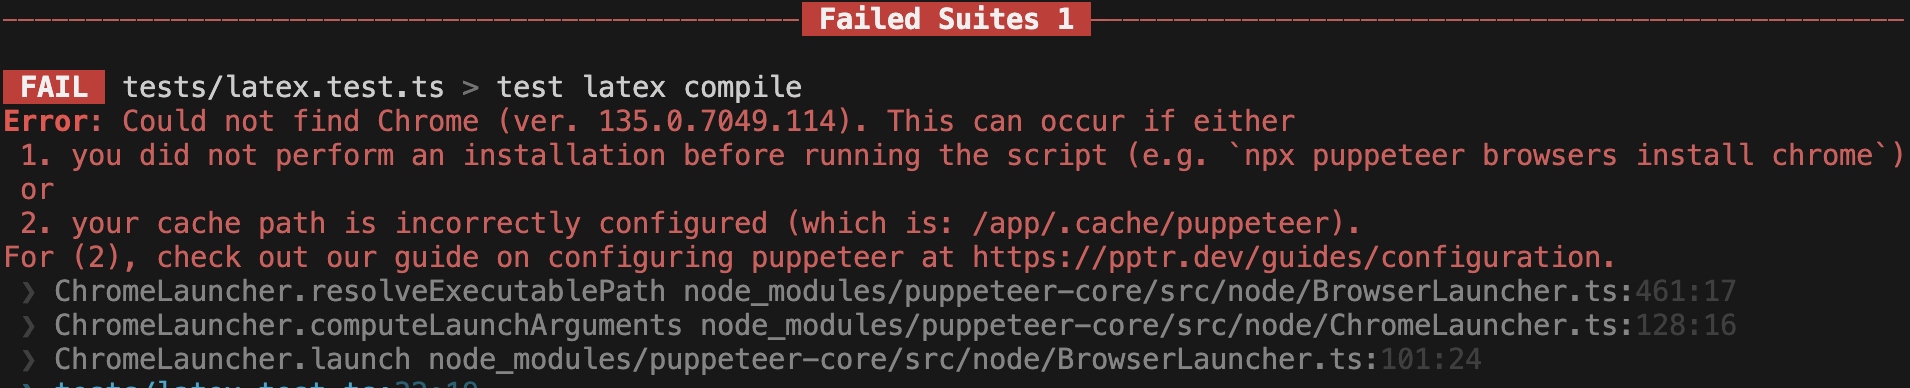 Failed Suites 1
FAIL tests/latex.test.ts > test latex compile
Error: Could not find Chrome (ver. 135.0.7049.114). This can occur if either
1. you did not perform an installation before running the script (e.g. `npx puppeteer browsers install chrome`)
or
2. your cache path is incorrectly configured (which is: /app/.cache/puppeteer).
For (2), check out our guide on configuring puppeteer at https://pptr.dev/guides/configuration.
❯ ChromeLauncher.resolveExecutablePath node_modules/puppeteer-core/src/node/BrowserLauncher.ts:461:17
❯ ChromeLauncher.computeLaunchArguments node_modules/puppeteer-core/src/node/ChromeLauncher.ts:128:16
❯ ChromeLauncher.launch node_modules/puppeteer-core/src/node/BrowserLauncher.ts:101:24